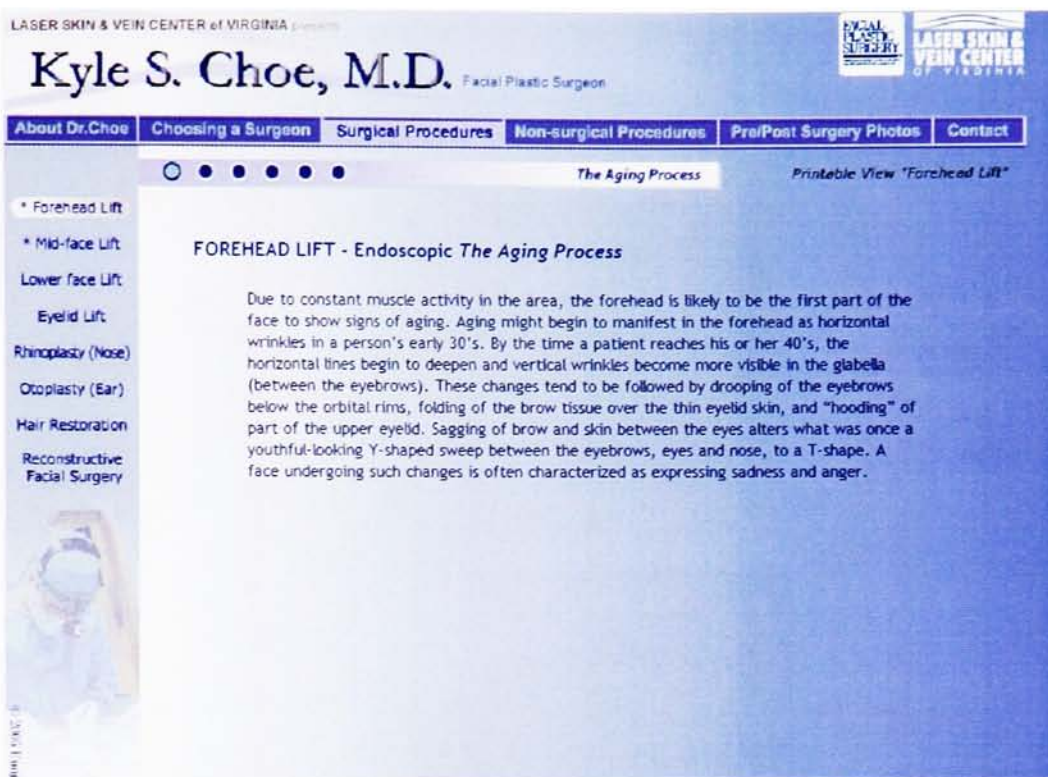 LASER SKIN & VEIN CENTER of VIRGINIA
Kyle S. Choe, M.D. Facial Plastic Surgeon
FACIAL
PLASTIC
SURGERY
LASER SKIN &
VEIN CENTER
OF VIRGINIA
About Dr.Choe
Choosing a Surgeon
Surgical Procedures
Non-surgical Procedures
Pre/Post Surgery Photos
Contact
The Aging Process
Printable View "Forehead Lift"
* Forehead Lift
* Mid-face Lift
Lower face Lift
Eyelid Lift
Rhinoplasty (Nose)
Otoplasty (Ear)
Hair Restoration
Reconstructive
Facial Surgery
FOREHEAD LIFT - Endoscopic The Aging Process
Due to constant muscle activity in the area, the forehead is likely to be the first part of the
face to show signs of aging. Aging might begin to manifest in the forehead as horizontal
wrinkles in a person's early 30's. By the time a patient reaches his or her 40's, the
horizontal lines begin to deepen and vertical wrinkles become more visible in the glabella
(between the eyebrows). These changes tend to be followed by drooping of the eyebrows
below the orbital rims, folding of the brow tissue over the thin eyelid skin, and "hooding" of
part of the upper eyelid. Sagging of brow and skin between the eyes alters what was once a
youthful-looking Y-shaped sweep between the eyebrows, eyes and nose, to a T-shape. A
face undergoing such changes is often characterized as expressing sadness and anger.